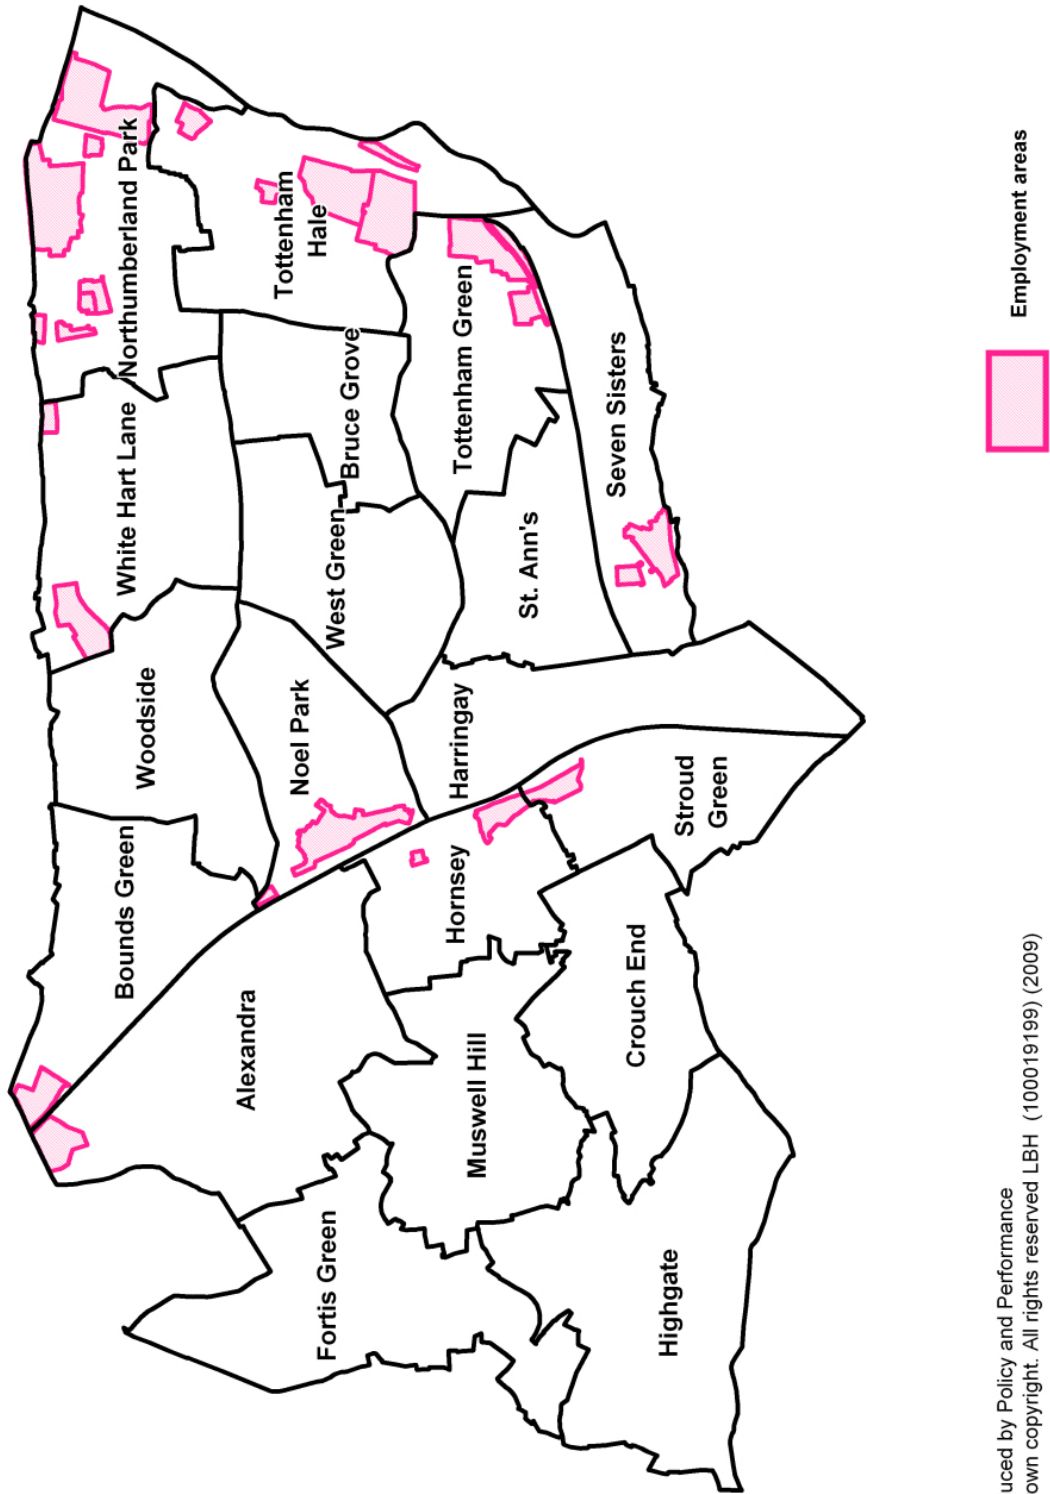 Fortis Green
Highgate
Muswell Hill
Alexandra
Bounds Green
Crouch End
Hornsey
Woodside
Noel Park
Stroud
Green
Harringay
White Hart Lane
West Green
St. Ann's
Bruce Grove
Tottenham Green
Seven Sisters
Northumberland Park
Tottenham
Hale
Employment areas
uced by Policy and Performance
own copyright. All rights reserved LBH (100019199) (2009)